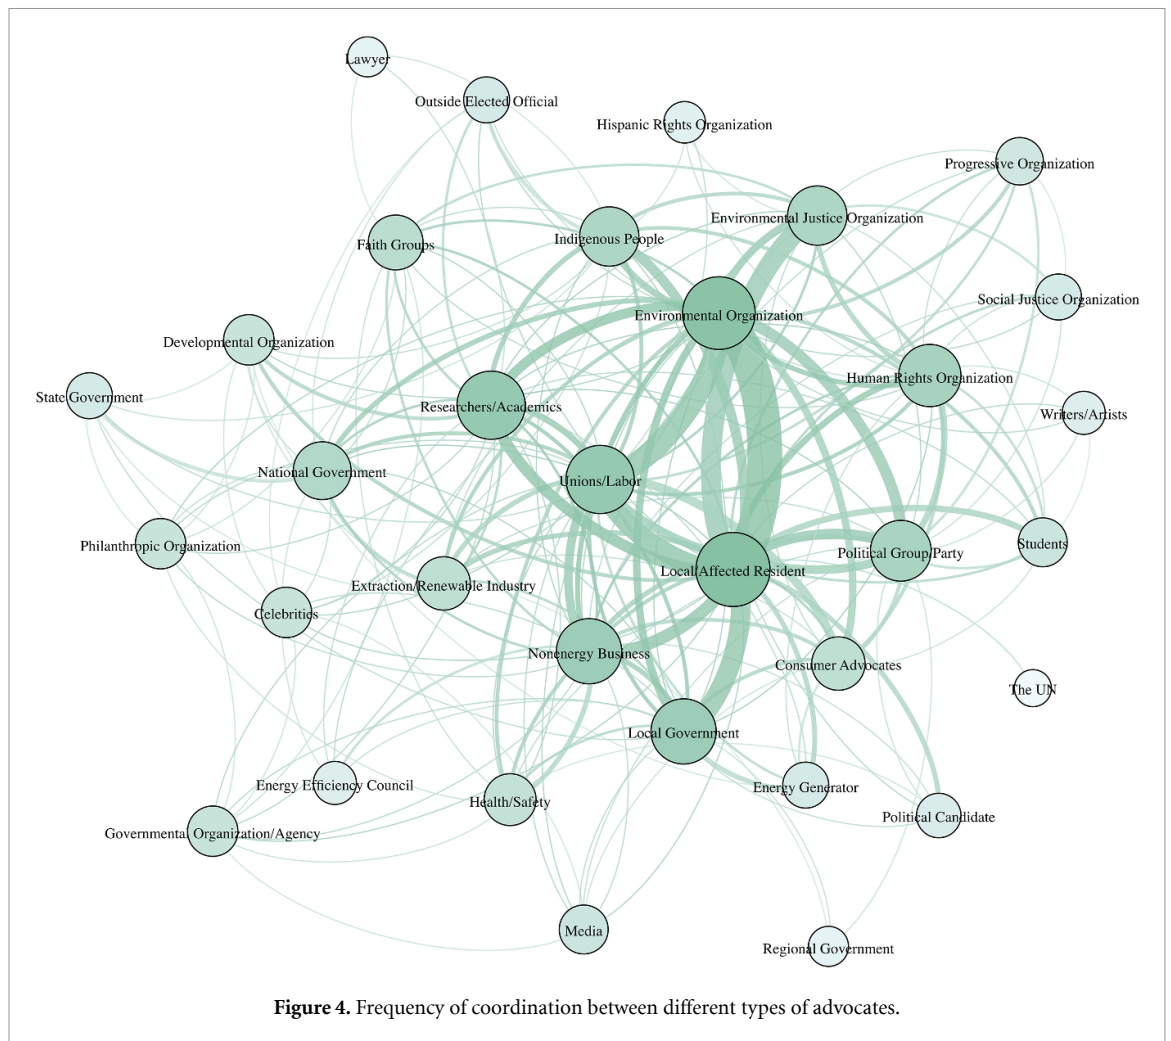 Lawyer
Outside Elected Official
Hispanic Rights Organization
Progressive Organization
Environmental Justice Organization
Indigenous People
Faith Groups
Social Justice Organization
Environmental Organization
Developmental Organization
Human Rights Organization
State Government
Researchers/Academics
Writers/Artists
National Government
Unions/Labor
Philanthropic Organization
Students
Political Group/Party
Local/Affected Resident
Extraction/Renewable Industry
Celebrities
Nonenergy Business
Consumer Advocates
The UN
Local Government
Energy Efficiency Council
Energy Generator
Health/Safety
Political Candidate
Governmental Organization/Agency
Media
Regional Government
Figure 4. Frequency of coordination between different types of advocates.